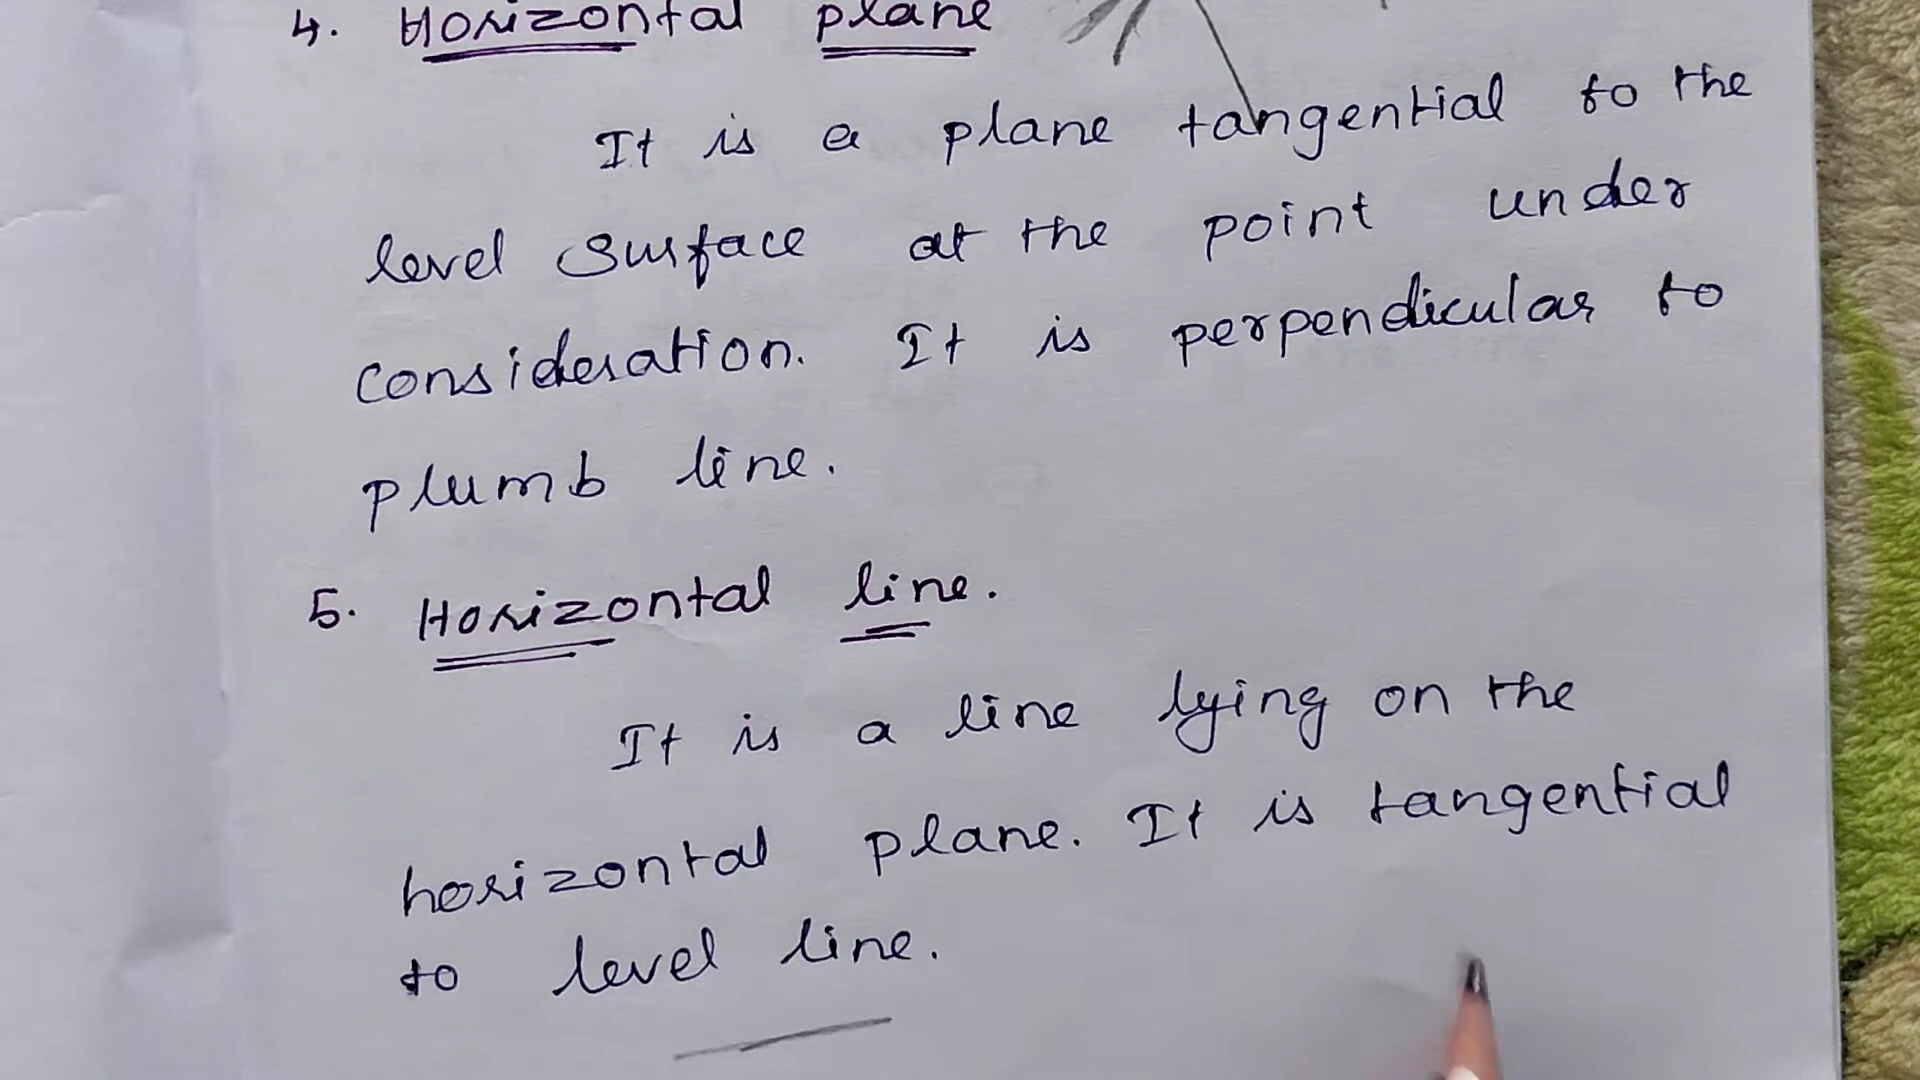 4. Horizontal plane
It is a plane tangential to the
level surface at the point under
consideration. It is perpendicular to
plumb line.
5. Horizontal line.
It is a line lying on the
horizontal plane. It is tangential
to level line.